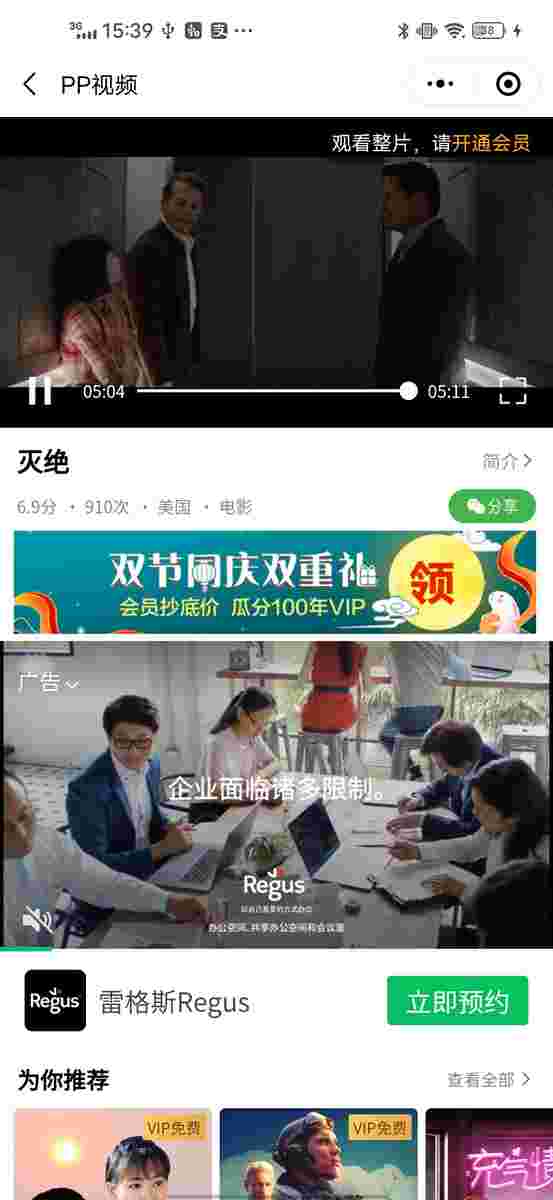 3G 15:39
PP视频
观看整片，请开通会员
05:04
05:11
灭绝
简介
6.9分 · 910次 · 美国 · 电影
分享
双节同庆双重礼
会员抄底价 瓜分100年VIP
领
广告
企业面临诸多限制。
Regus
办公空间、共享办公空间和会议室
Regus
雷格斯Regus
立即预约
为你推荐
查看全部
VIP免费
VIP免费